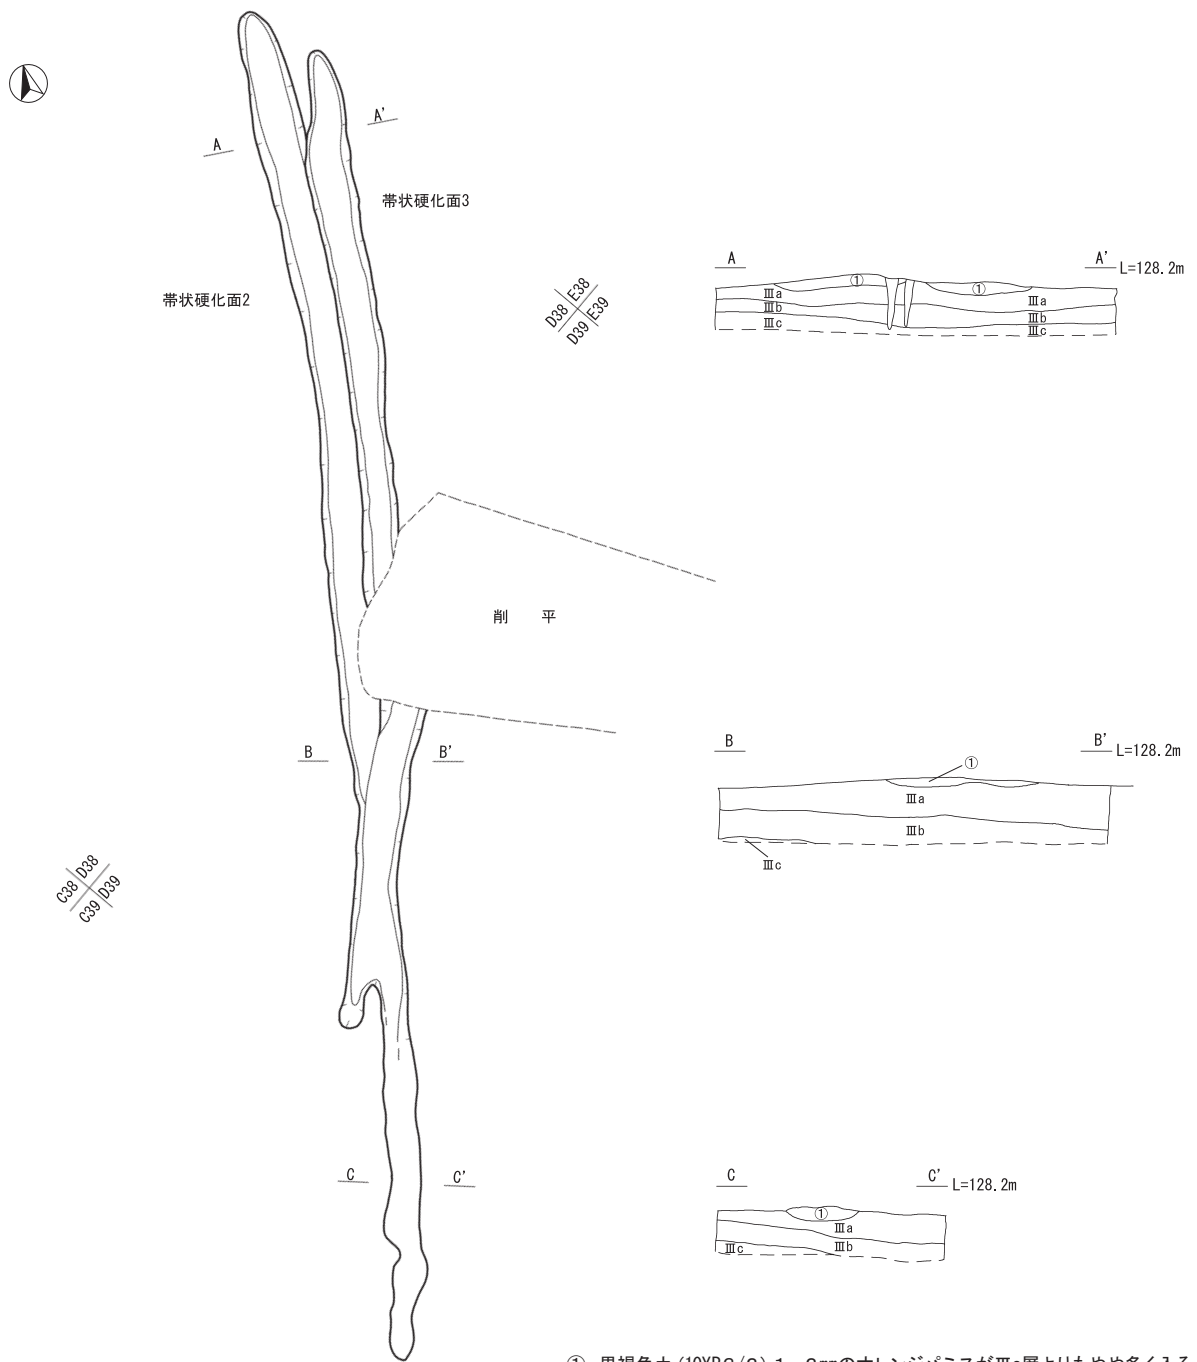 A
A'
帯状硬化面3
帯状硬化面2
D38 E38
D39 E39
A A' L=128.2m
①
①
Ⅲa
Ⅲb
Ⅲc
Ⅲa
Ⅲb
Ⅲc
削 平
B B'
B B' L=128.2m
①
Ⅲa
Ⅲb
Ⅲc
C38 D38
C39 D39
C C'
C C' L=128.2m
①
Ⅲa
Ⅲb
Ⅲc